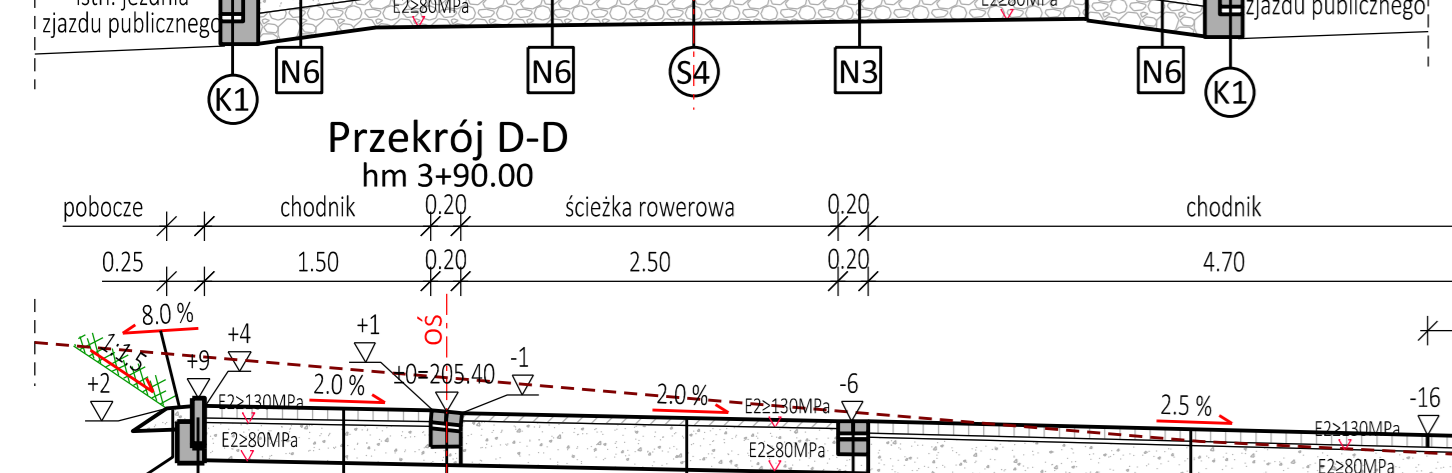 istn. jezdnia
zjazdu publicznego
E2≥80MPa
E2≥80MPa
zjazdu publicznego
K1
N6
N6
S4
N3
N6
K1
Przekrój D-D
hm 3+90.00
pobocze
chodnik
0.20
ścieżka rowerowa
0.20
chodnik
0.25
1.50
0.20
2.50
0.20
4.70
8.0 %
1:1.5
+2
+9
+4
+1
oś
±0=205.40
-1
2.0 %
2.0 %
-6
2.5 %
-16
E2≥130MPa
E2≥130MPa
E2≥130MPa
E2≥80MPa
E2≥80MPa
E2≥80MPa